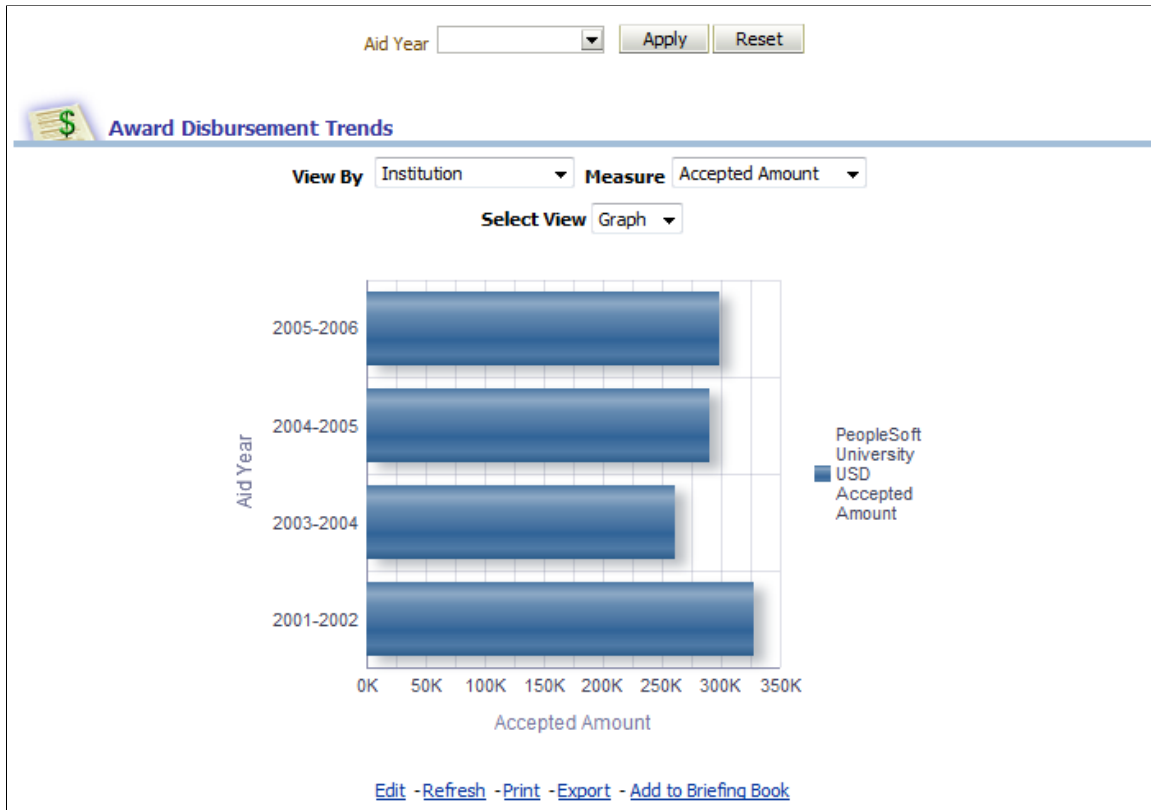 Aid Year Apply Reset
$
Award Disbursement Trends
View By Institution Measure Accepted Amount
Select View Graph
2005-2006
2004-2005
2003-2004
2001-2002
Aid Year
0K 50K 100K 150K 200K 250K 300K 350K
Accepted Amount
PeopleSoft
University
USD
Accepted
Amount
Edit - Refresh - Print - Export - Add to Briefing Book